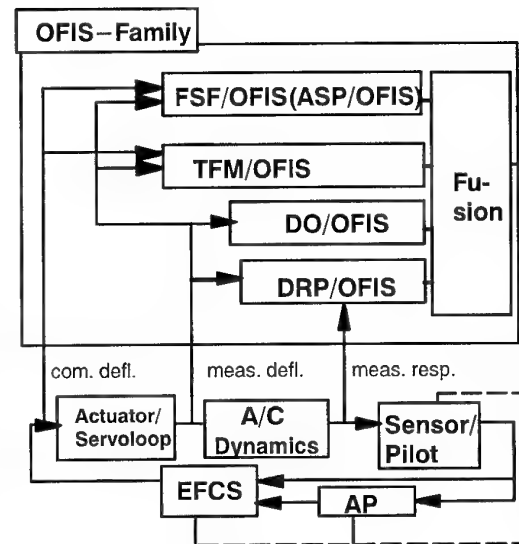 OFIS–Family
FSF/OFIS(ASP/OFIS)
TFM/OFIS
DO/OFIS
DRP/OFIS
Fu-
sion
com. defl.
meas. defl.
meas. resp.
Actuator/
Servoloop
A/C
Dynamics
Sensor/
Pilot
EFCS
AP